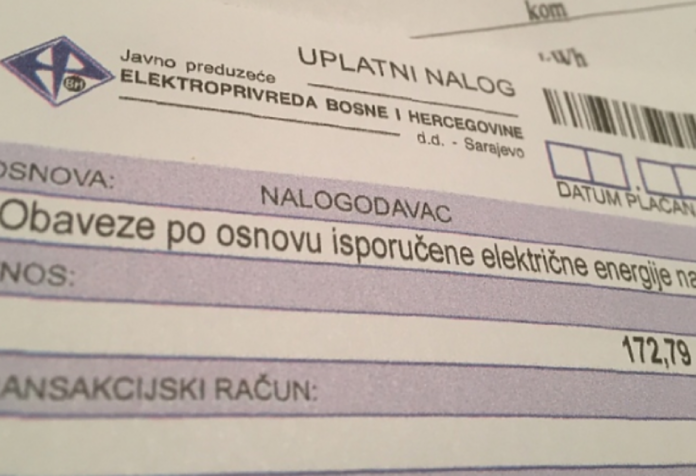 kom
UPLATNI NALOG
Javno preduzeće
ELEKTROPRIVREDA BOSNE I HERCEGOVINE
d.d. - Sarajevo
BH
DATUM PLAĆAN
OSNOVA:
NALOGODAVAC
Obaveze po osnovu isporučene električne energije na
NOS:
172,79
ANSAKCIJSKI RAČUN: